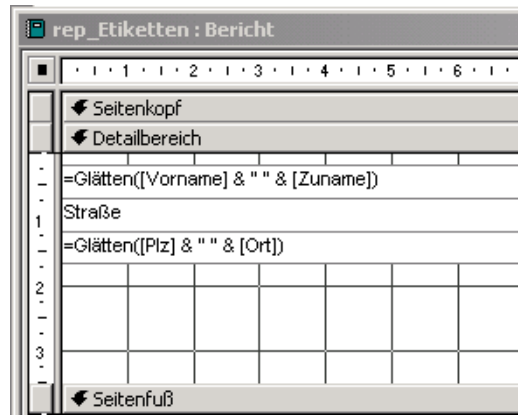 rep_Etiketten : Bericht
1 2 3 4 5 6
Seitenkopf
Detailbereich
=Glätten([Vorname] & " " & [Zuname])
Straße
1
=Glätten([Plz] & " " & [Ort])
2
3
Seitenfuß